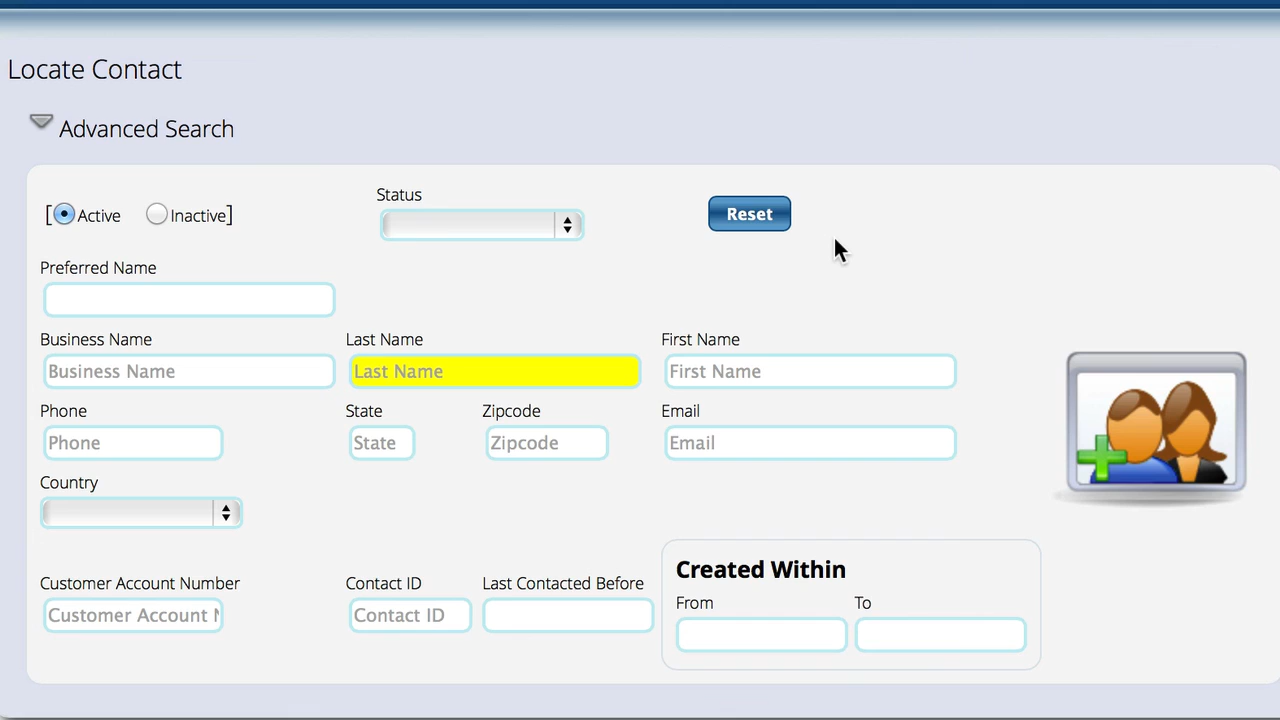 Locate Contact
Advanced Search
Status
[Active Inactive]
Reset
Preferred Name
Business Name Last Name First Name
Business Name Last Name First Name
Phone State Zipcode Email
Phone State Zipcode Email
Country
Created Within
Customer Account Number Contact ID Last Contacted Before
From To
Customer Account N Contact ID